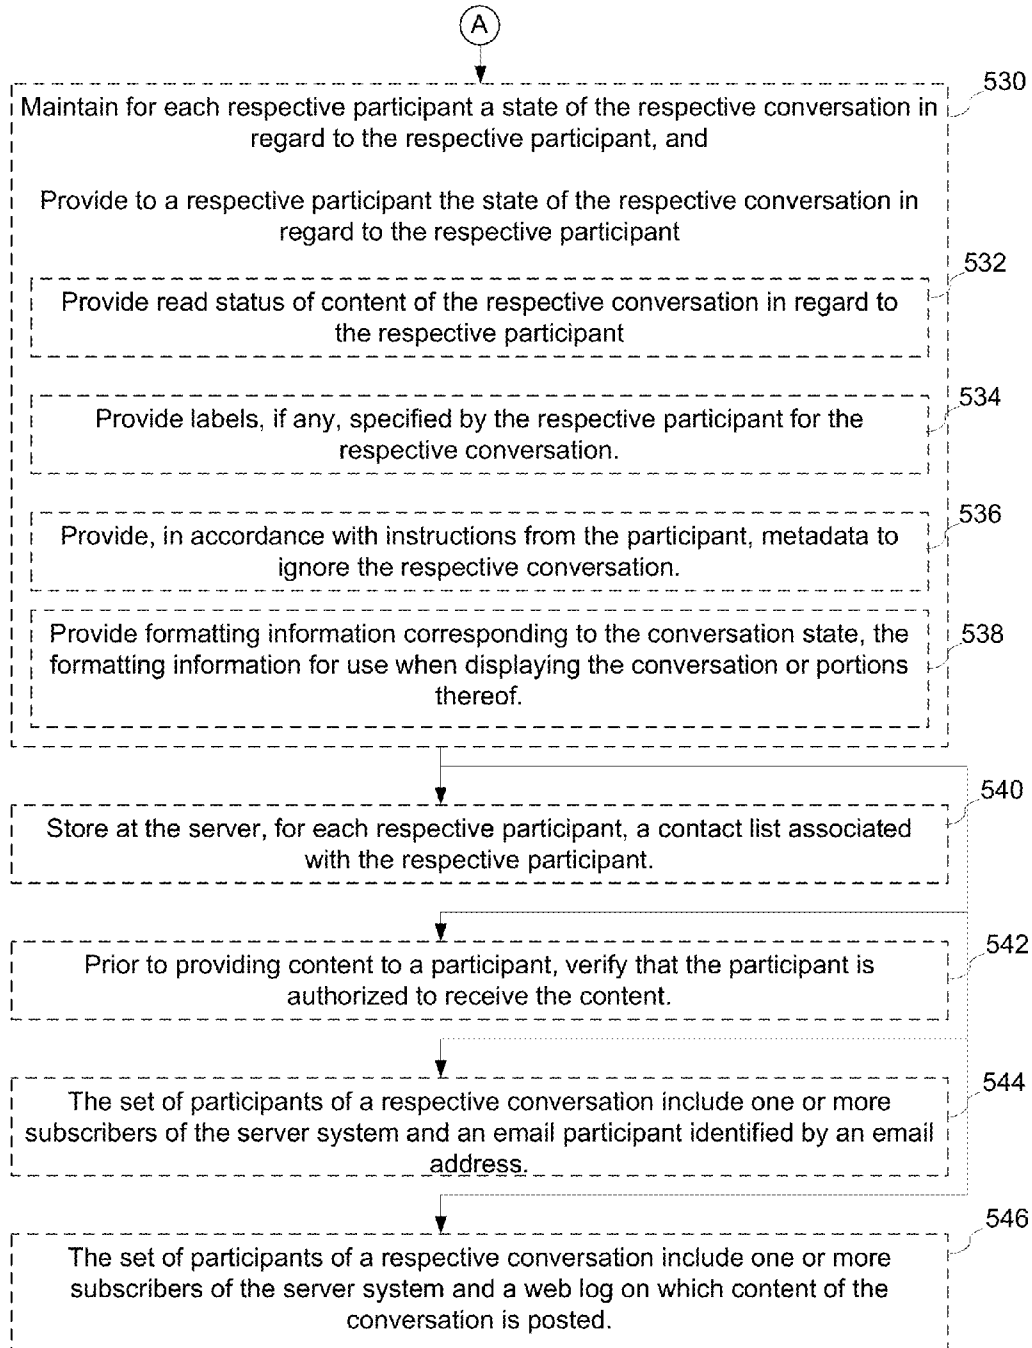 A
530
Maintain for each respective participant a state of the respective conversation in
regard to the respective participant, and
Provide to a respective participant the state of the respective conversation in
regard to the respective participant
532
Provide read status of content of the respective conversation in regard to
the respective participant
534
Provide labels, if any, specified by the respective participant for the
respective conversation.
536
Provide, in accordance with instructions from the participant, metadata to
ignore the respective conversation.
538
Provide formatting information corresponding to the conversation state, the
formatting information for use when displaying the conversation or portions
thereof.
540
Store at the server, for each respective participant, a contact list associated
with the respective participant.
542
Prior to providing content to a participant, verify that the participant is
authorized to receive the content.
544
The set of participants of a respective conversation include one or more
subscribers of the server system and an email participant identified by an email
address.
546
The set of participants of a respective conversation include one or more
subscribers of the server system and a web log on which content of the
conversation is posted.